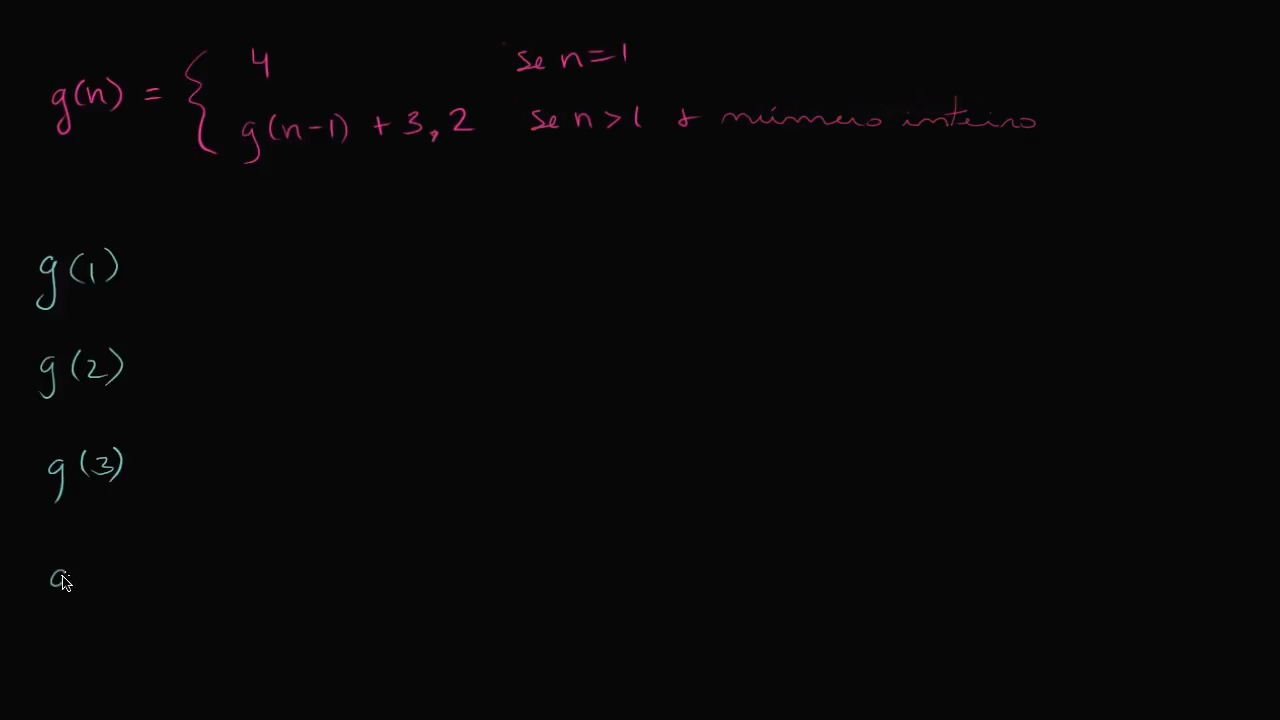 g(n) = { 4 se n=1
g(n-1) + 3,2 se n>1 & número inteiro
g(1)
g(2)
g(3)